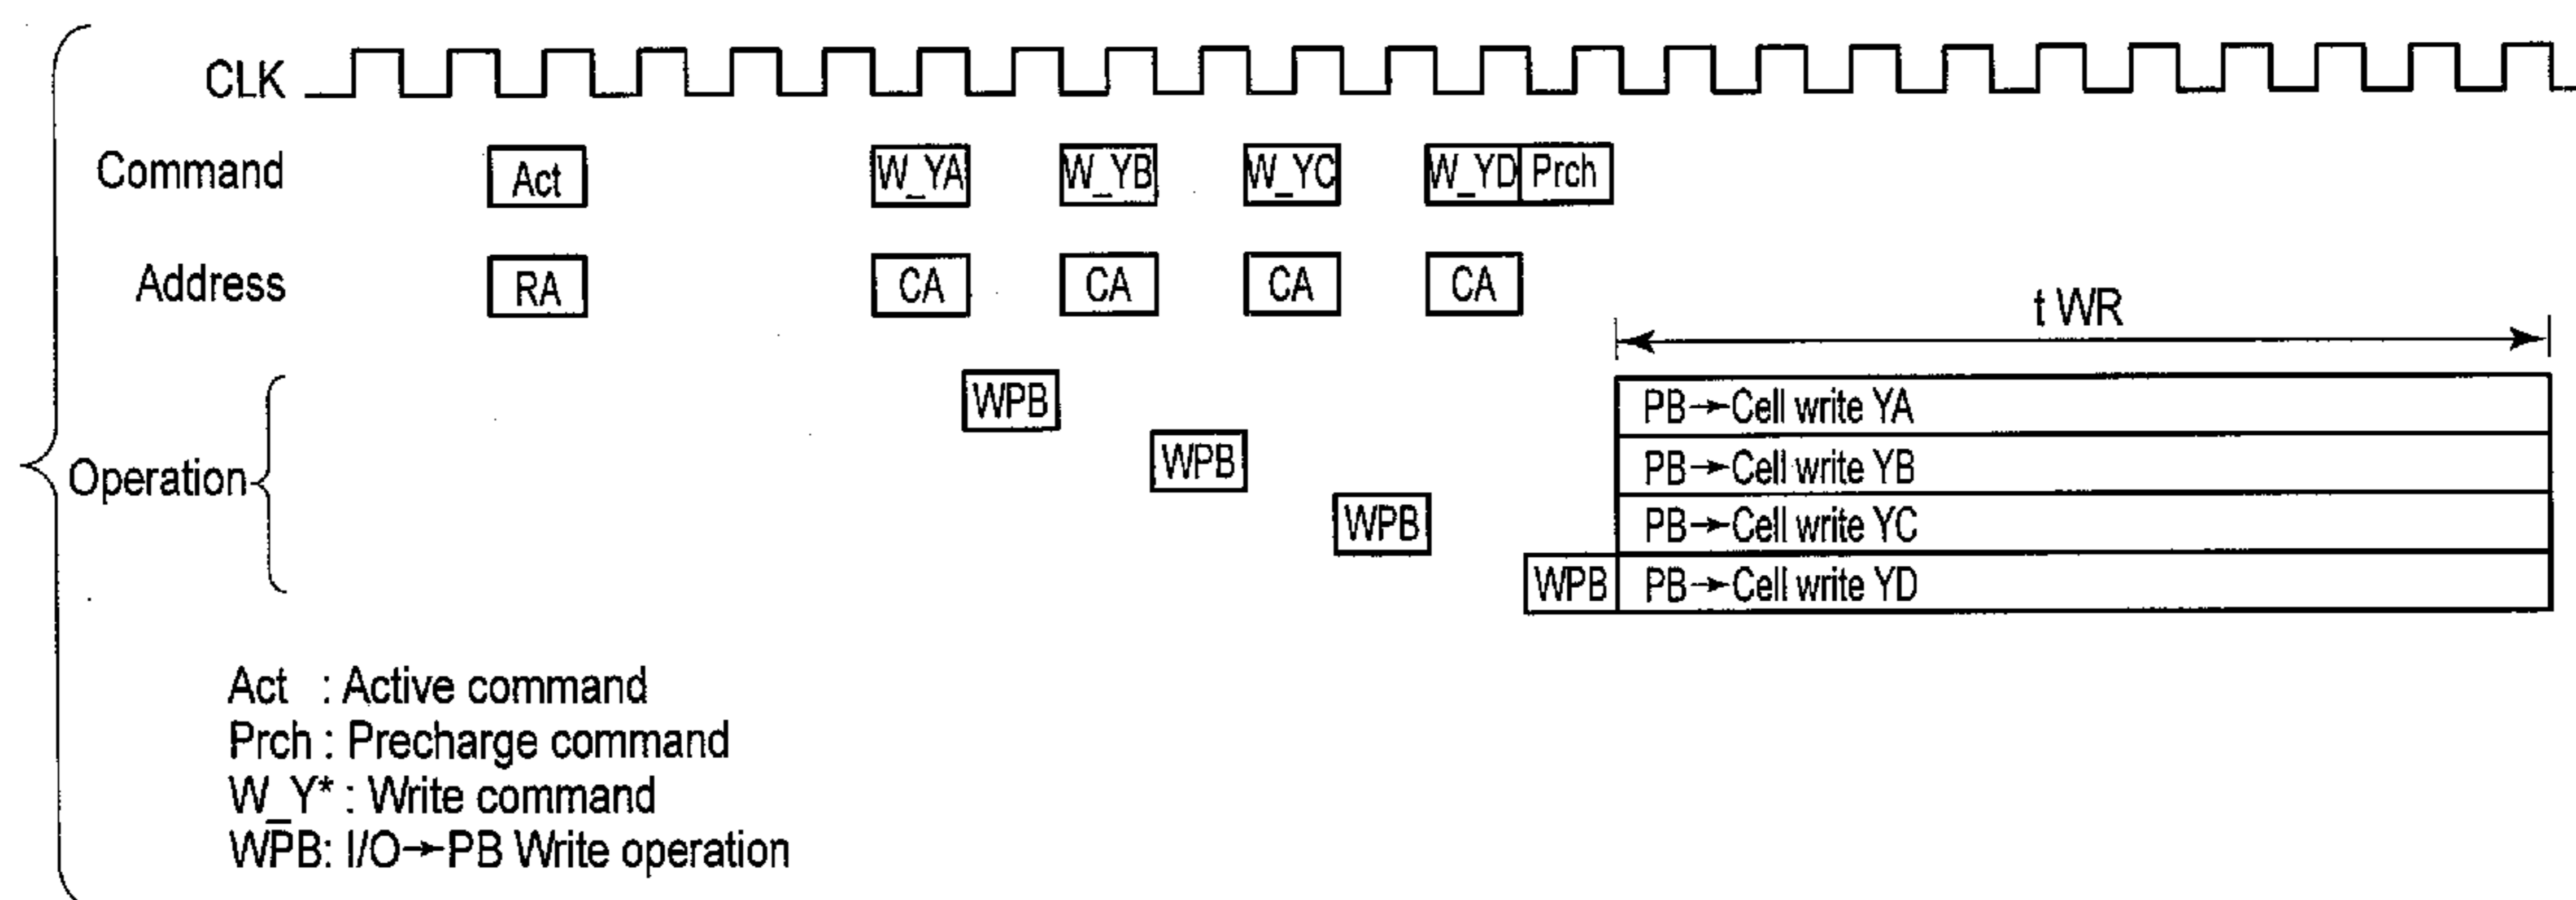 CLK
Command Act W_YA W_YB W_YC W_YD Prch
Address RA CA CA CA CA
t WR
Operation
WPB PB→Cell write YA
WPB PB→Cell write YB
WPB PB→Cell write YC
WPB PB→Cell write YD
Act : Active command
Prch : Precharge command
W_Y* : Write command
WPB: I/O→PB Write operation